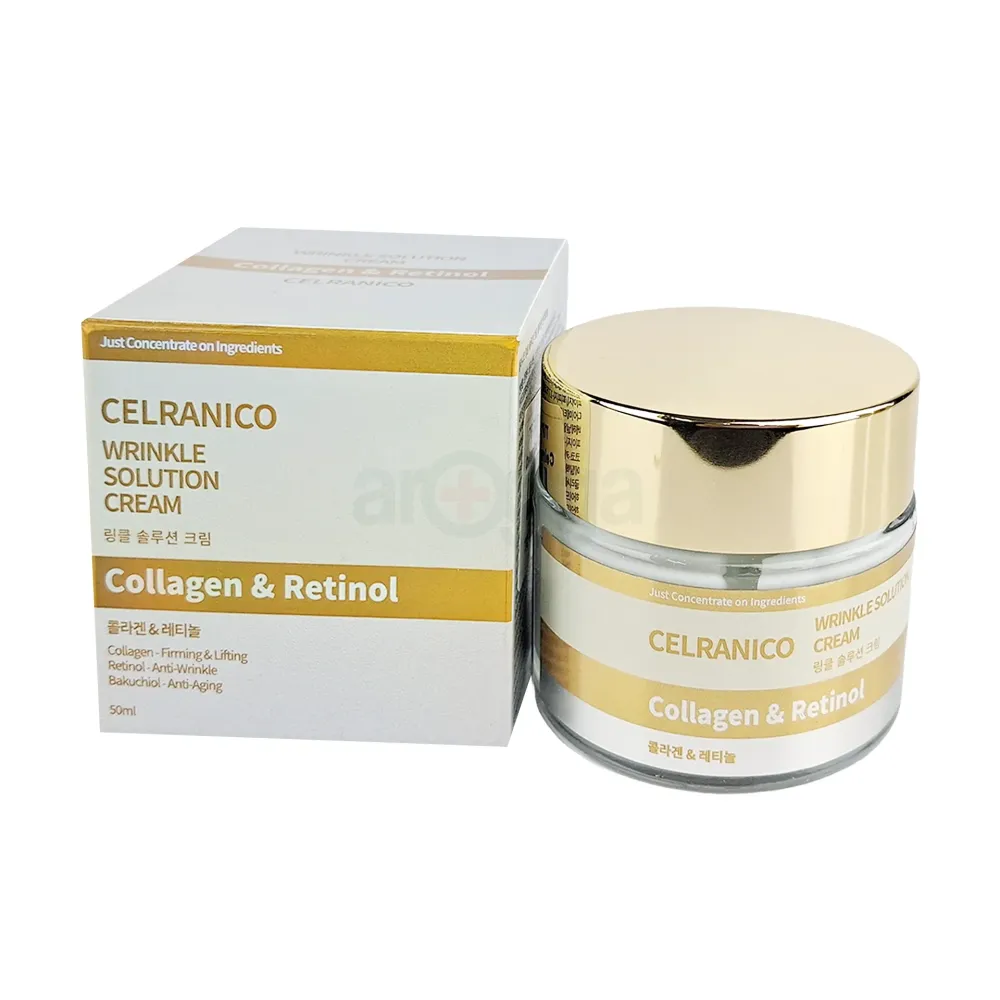 WRINKLE SOLUTION
CREAM
Collagen & Retinol
CELRANICO
Just Concentrate on Ingredients
CELRANICO
WRINKLE
SOLUTION
CREAM
링클 솔루션 크림
Collagen & Retinol
콜라겐 & 레티놀
Collagen - Firming & Lifting
Retinol - Anti-Wrinkle
Bakuchiol - Anti-Aging
50ml
Just Concentrate on Ingredients
CELRANICO
WRINKLE SOLUTION
CREAM
링클 솔루션 크림
Collagen & Retinol
콜라겐 & 레티놀